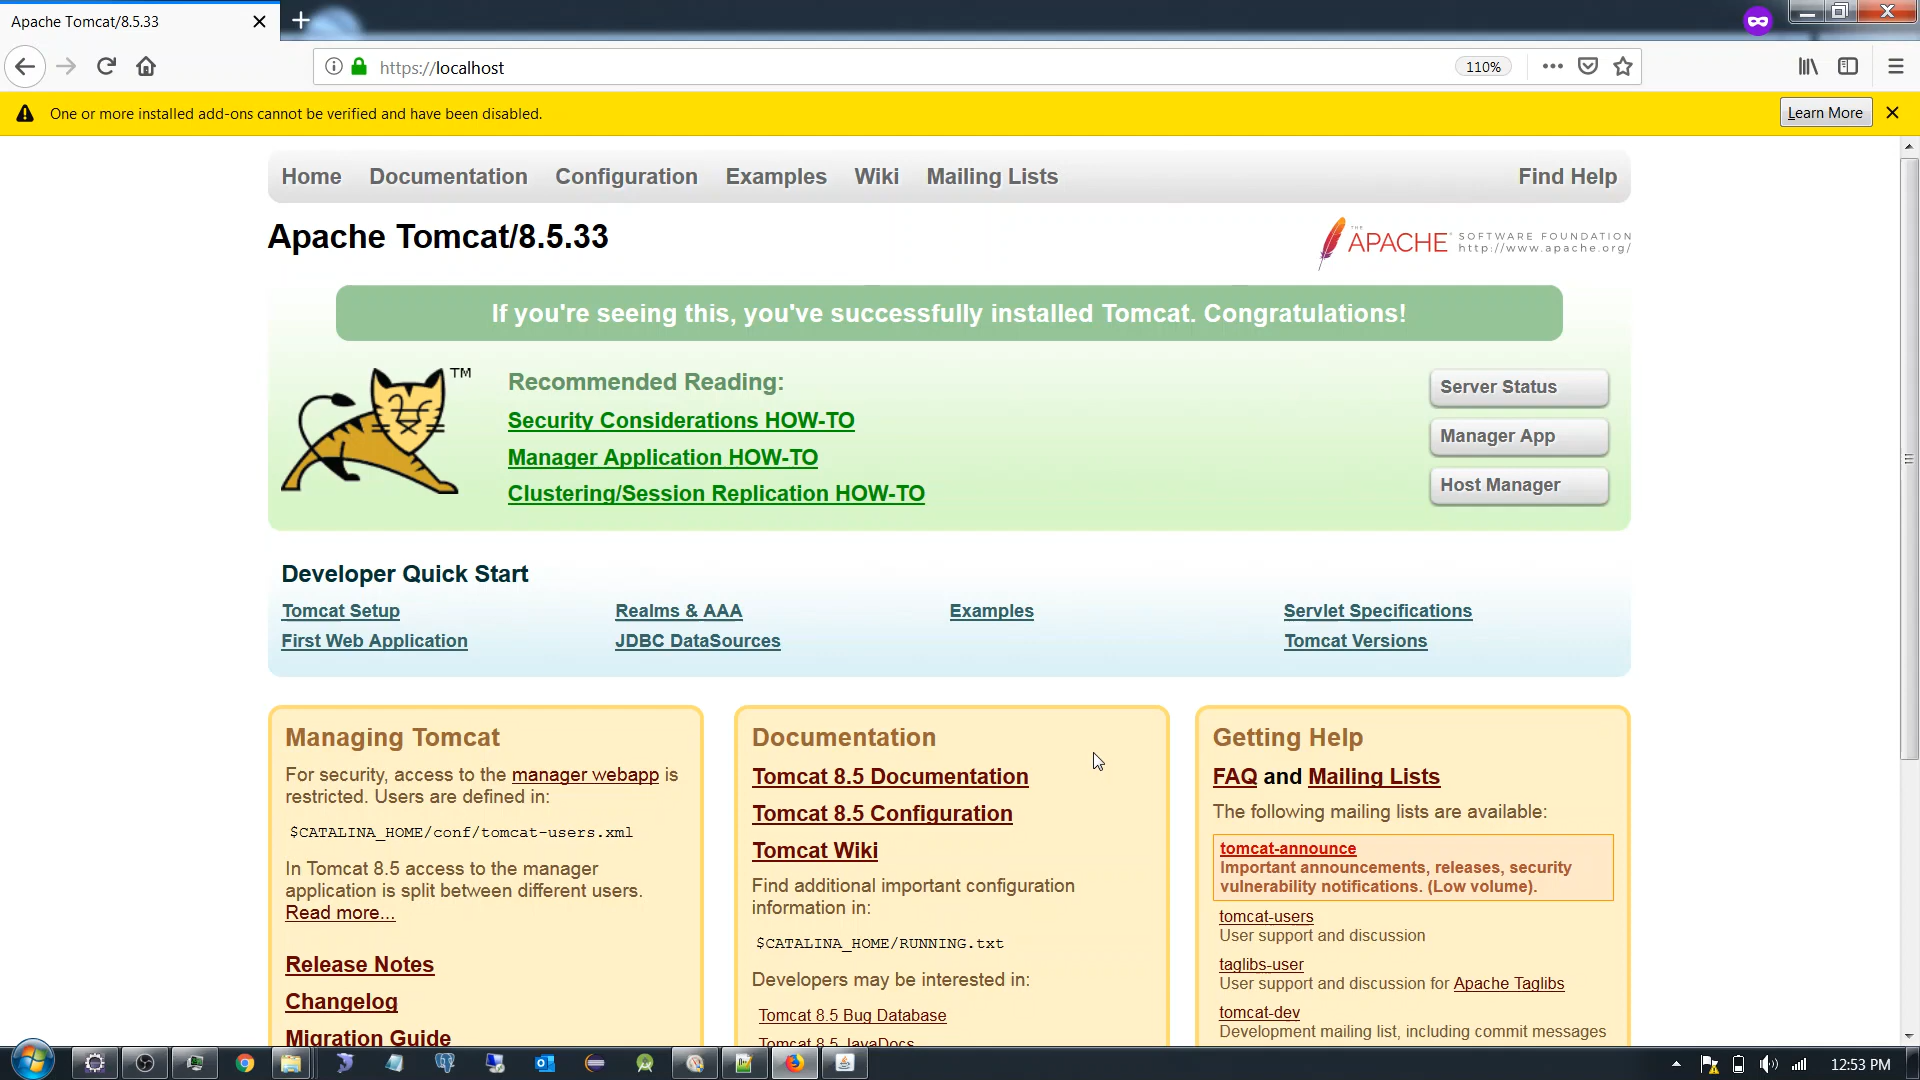 Apache Tomcat/8.5.33
https://localhost
110%
One or more installed add-ons cannot be verified and have been disabled.
Learn More
Home Documentation Configuration Examples Wiki Mailing Lists Find Help
Apache Tomcat/8.5.33
THE APACHE SOFTWARE FOUNDATION
http://www.apache.org/
If you're seeing this, you've successfully installed Tomcat. Congratulations!
TM
Recommended Reading:
Security Considerations HOW-TO
Manager Application HOW-TO
Clustering/Session Replication HOW-TO
Server Status
Manager App
Host Manager
Developer Quick Start
Tomcat Setup
First Web Application
Realms & AAA
JDBC DataSources
Examples
Servlet Specifications
Tomcat Versions
Managing Tomcat
For security, access to the manager webapp is
restricted. Users are defined in:
$CATALINA_HOME/conf/tomcat-users.xml
In Tomcat 8.5 access to the manager
application is split between different users.
Read more...
Release Notes
Changelog
Migration Guide
Documentation
Tomcat 8.5 Documentation
Tomcat 8.5 Configuration
Tomcat Wiki
Find additional important configuration
information in:
$CATALINA_HOME/RUNNING.txt
Developers may be interested in:
Tomcat 8.5 Bug Database
Tomcat 8.5 JavaDocs
Getting Help
FAQ and Mailing Lists
The following mailing lists are available:
tomcat-announce
Important announcements, releases, security
vulnerability notifications. (Low volume).
tomcat-users
User support and discussion
taglibs-user
User support and discussion for Apache Taglibs
tomcat-dev
Development mailing list, including commit messages
12:53 PM